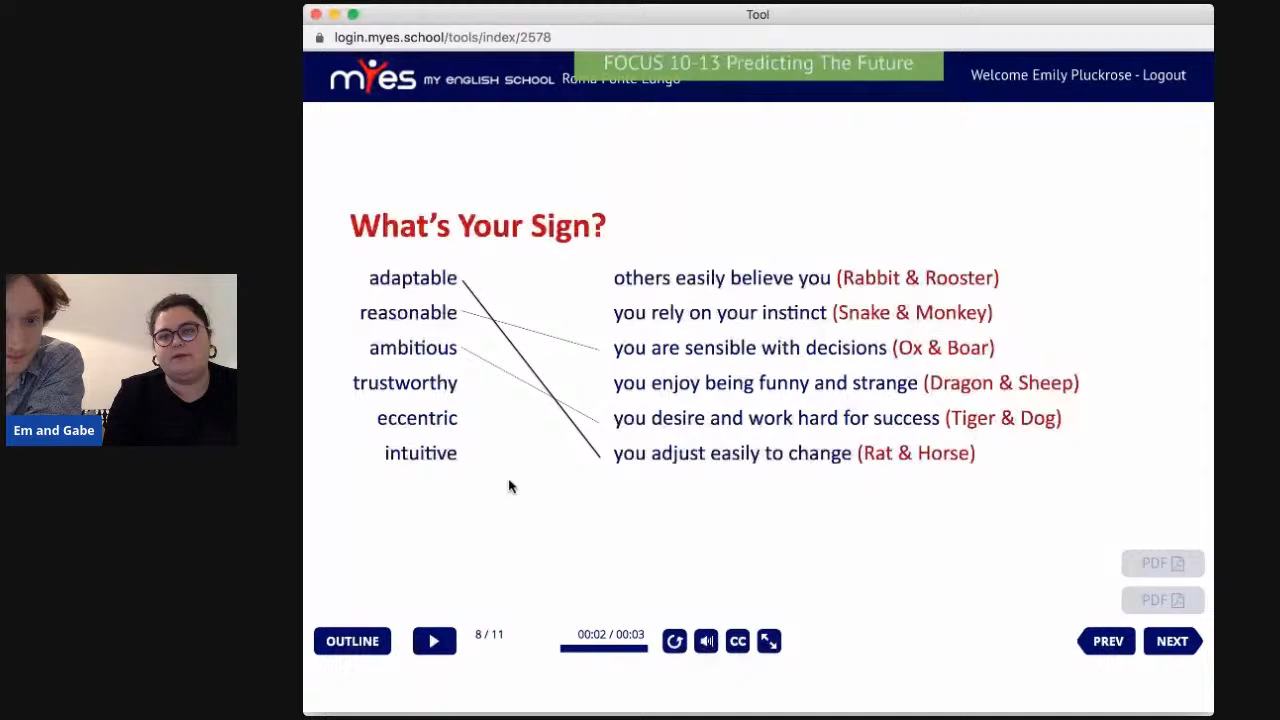 Tool
login.myes.school/tools/index/2578
FOCUS 10-13 Predicting The Future
myes MY ENGLISH SCHOOL Roma Ponte Lungo
Welcome Emily Pluckrose - Logout
What's Your Sign?
adaptable others easily believe you (Rabbit & Rooster)
reasonable you rely on your instinct (Snake & Monkey)
ambitious you are sensible with decisions (Ox & Boar)
trustworthy you enjoy being funny and strange (Dragon & Sheep)
eccentric you desire and work hard for success (Tiger & Dog)
intuitive you adjust easily to change (Rat & Horse)
Em and Gabe
PDF
PDF
OUTLINE 8 / 11 00:02 / 00:03 CC PREV NEXT